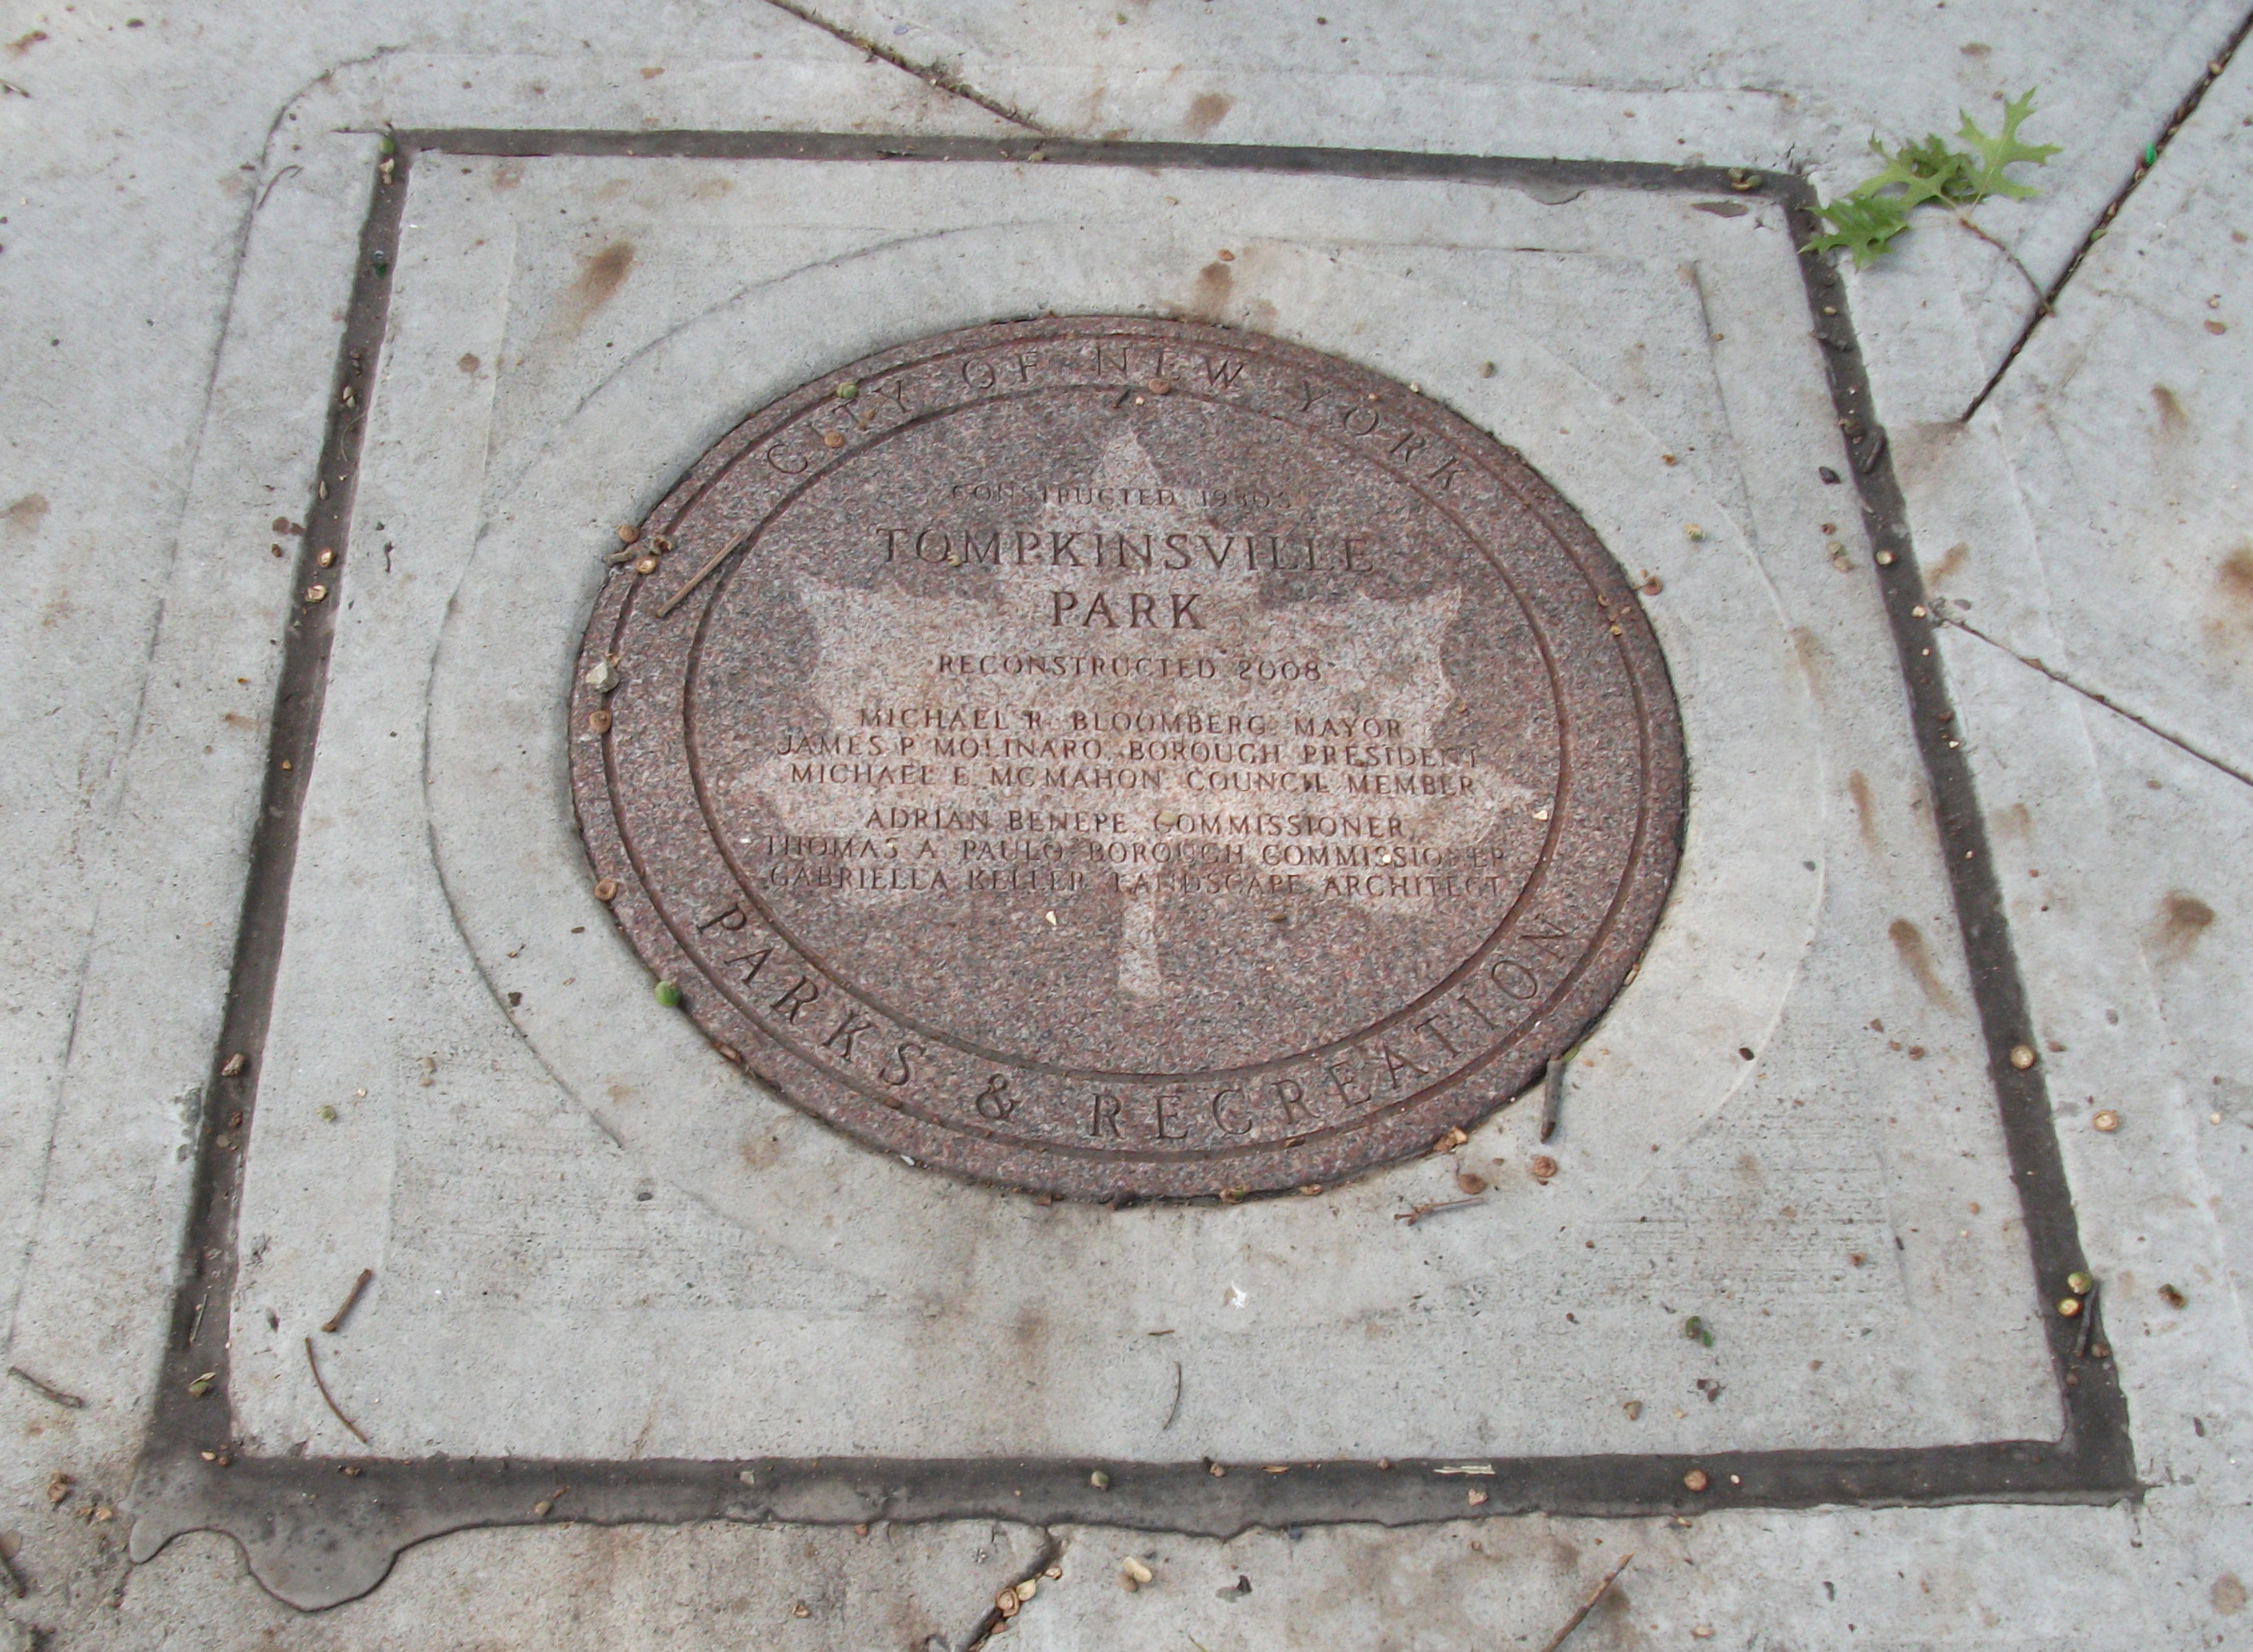 CITY OF NEW YORK
CONSTRUCTED
TOMPKINSVILLE
PARK
RECONSTRUCTED 2008
MICHAEL R. BLOOMBERG, MAYOR
JAMES P. MOLINARO, BOROUGH PRESIDENT
MICHAEL E. MCMAHON, COUNCIL MEMBER
ADRIAN BENEPE, COMMISSIONER,
THOMAS A. PAULO, BOROUGH COMMISSIONER
GABRIELLA KELLER, LANDSCAPE ARCHITECT
PARKS & RECREATION